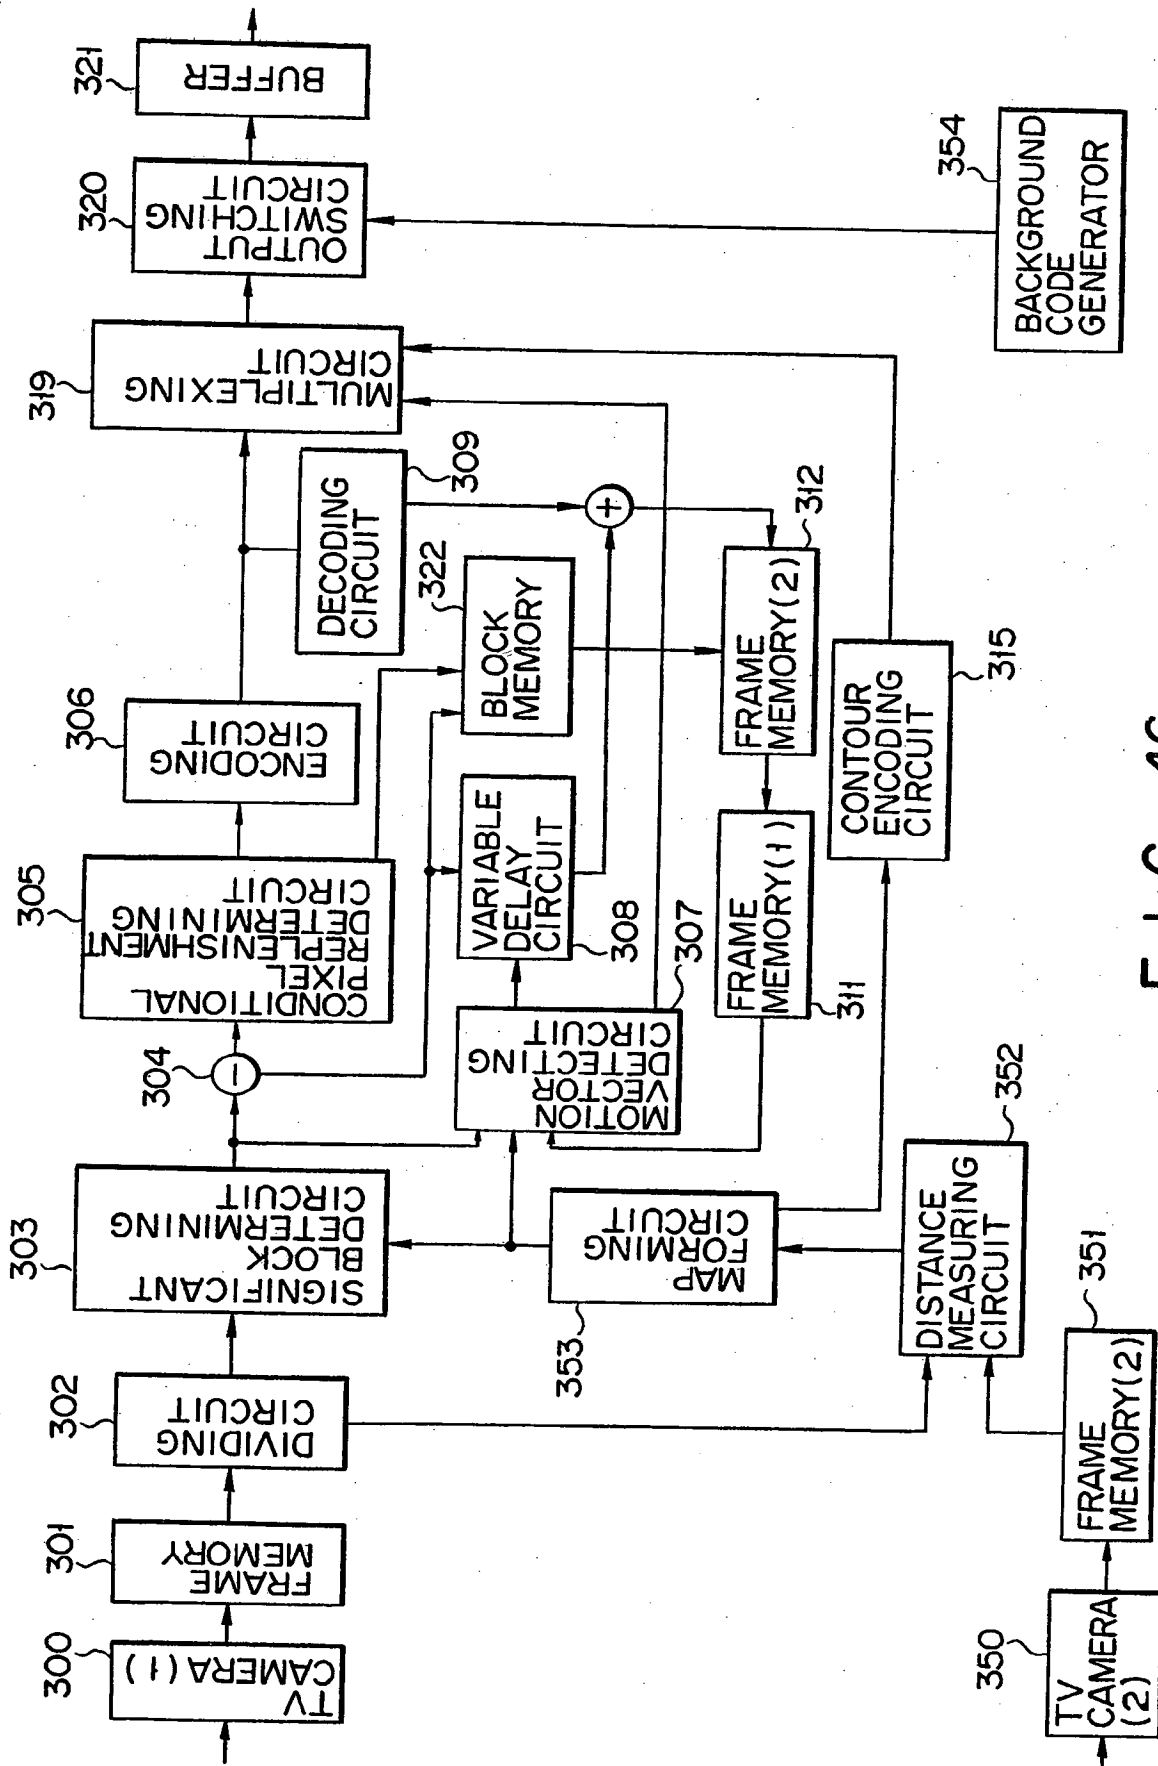 300
TV
CAMERA (1)
301
FRAME
MEMORY
302
DIVIDING
CIRCUIT
303
SIGNIFICANT
BLOCK
DETERMINING
CIRCUIT
304
−
305
CONDITIONAL
PIXEL
REPLENISHMENT
DETERMINING
CIRCUIT
306
ENCODING
CIRCUIT
319
MULTIPLEXING
CIRCUIT
320
OUTPUT
SWITCHING
CIRCUIT
321
BUFFER
309
DECODING
CIRCUIT
+
322
BLOCK
MEMORY
VARIABLE
DELAY
CIRCUIT
308
307
MOTION
VECTOR
DETECTING
CIRCUIT
312
FRAME
MEMORY(2)
FRAME
MEMORY(1)
311
353
MAP
FORMING
CIRCUIT
CONTOUR
ENCODING
CIRCUIT
315
354
BACKGROUND
CODE
GENERATOR
352
DISTANCE
MEASURING
CIRCUIT
351
FRAME
MEMORY(2)
350
TV
CAMERA
(2)